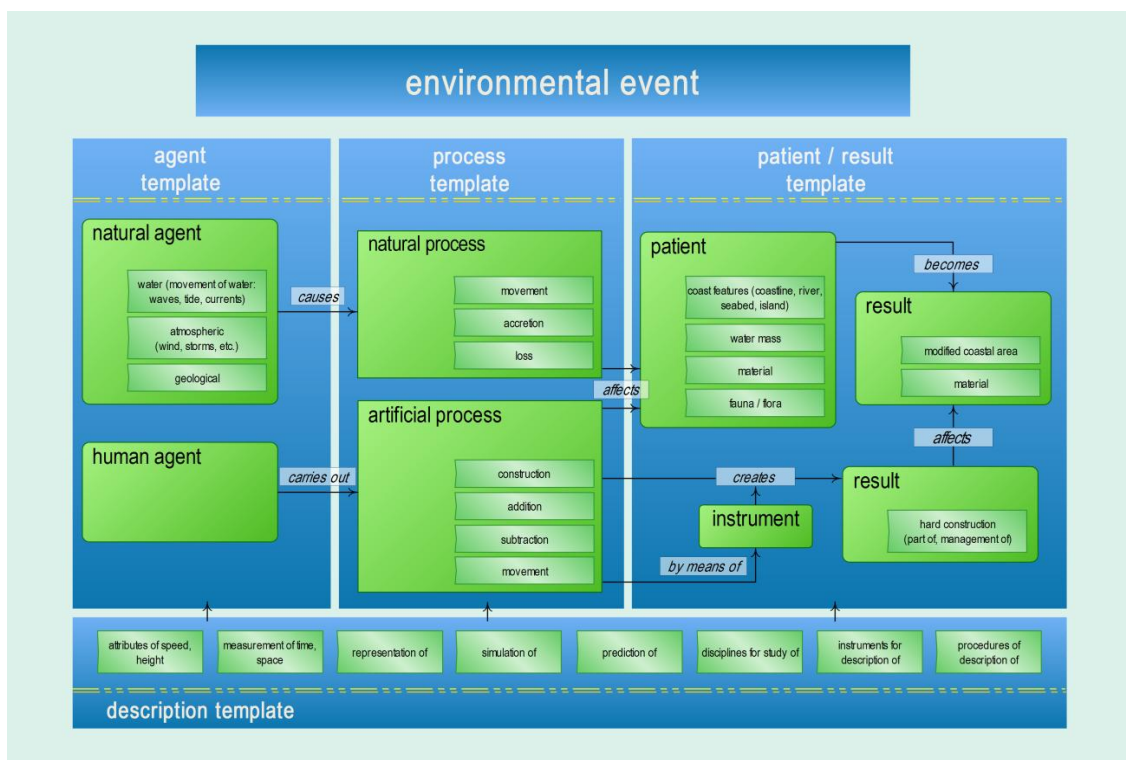 environmental event
agent
template
process
template
patient / result
template
natural agent
water (movement of water:
waves, tide, currents)
atmospheric
(wind, storms, etc.)
geological
human agent
causes
carries out
natural process
movement
accretion
loss
artificial process
construction
addition
subtraction
movement
affects
patient
coast features (coastline, river,
seabed, island)
water mass
material
fauna / flora
becomes
result
modified coastal area
material
affects
creates
instrument
by means of
result
hard construction
(part of, management of)
attributes of speed,
height
measurement of time,
space
representation of
simulation of
prediction of
disciplines for study of
instruments for
description of
procedures of
description of
description template